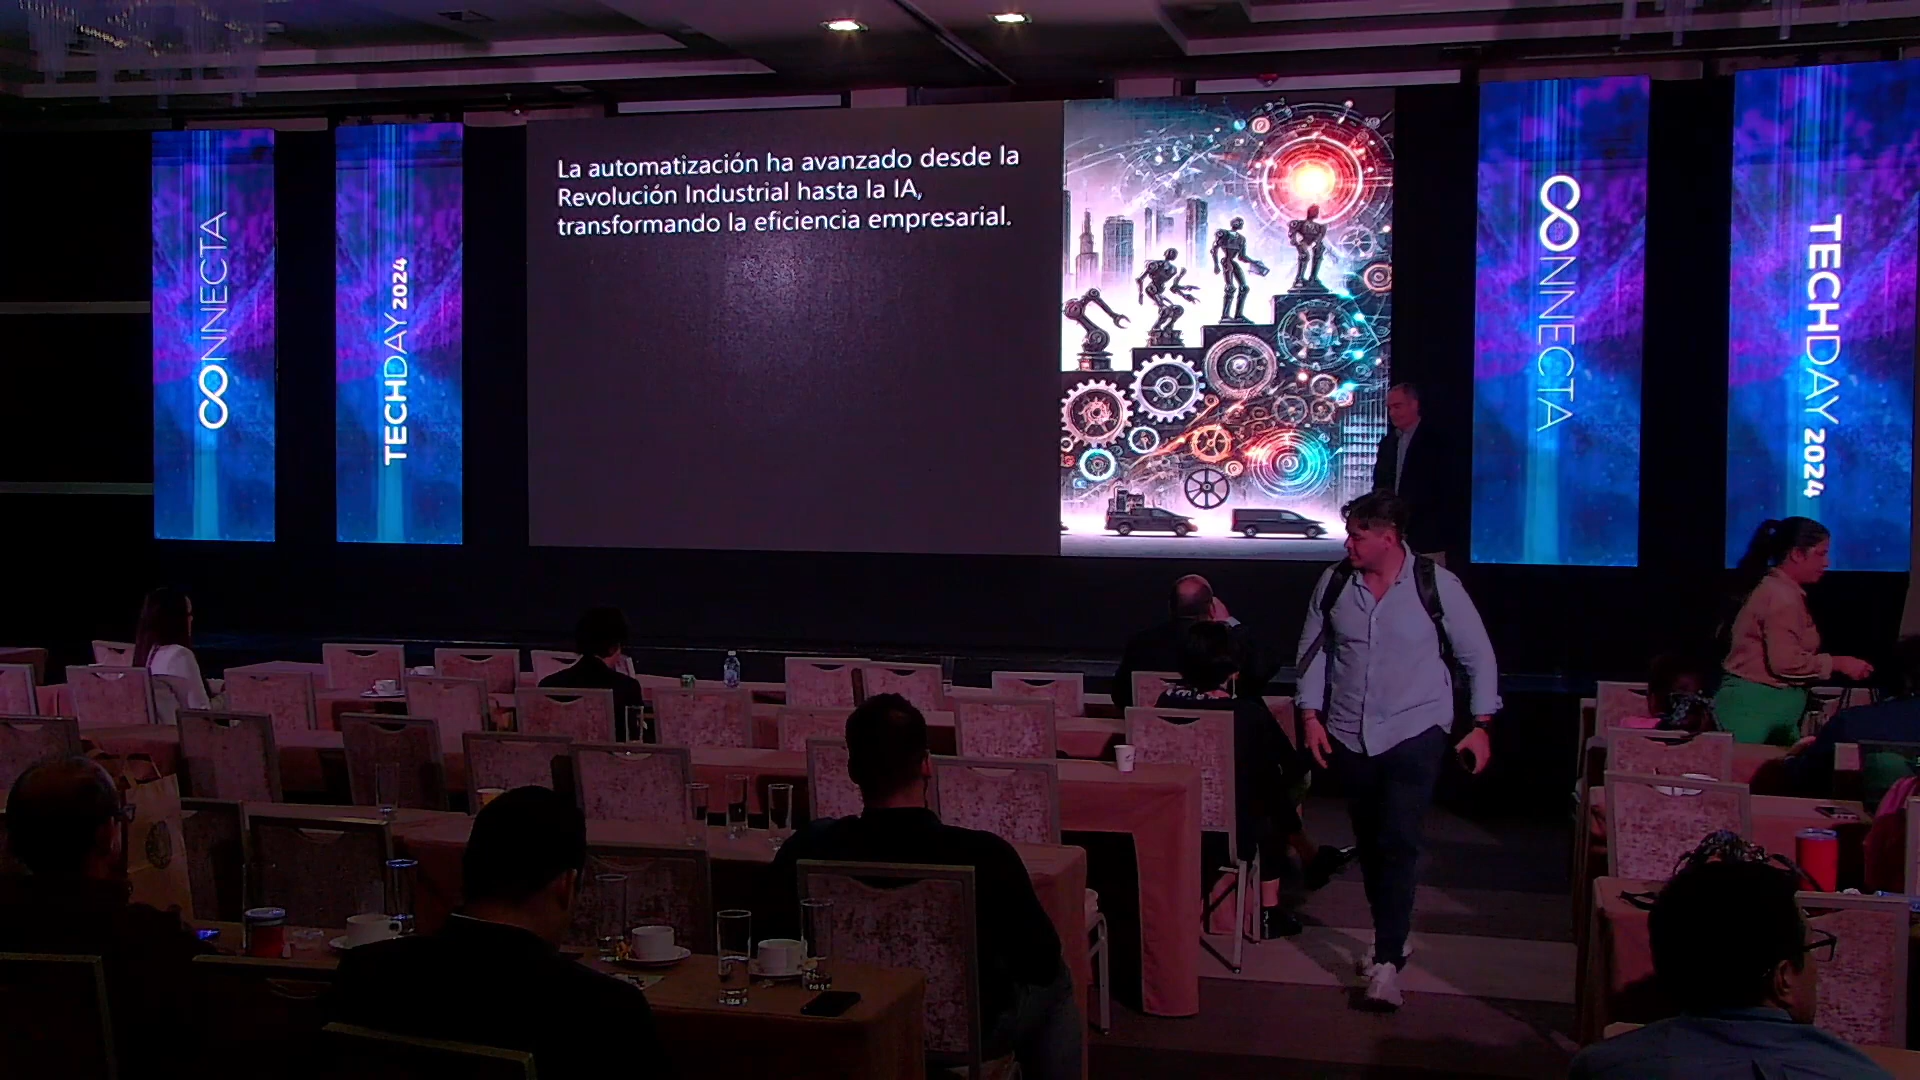 CONNECTA
TECHDAY 2024
La automatización ha avanzado desde la
Revolución Industrial hasta la IA,
transformando la eficiencia empresarial.
CONNECTA
TECHDAY 2024